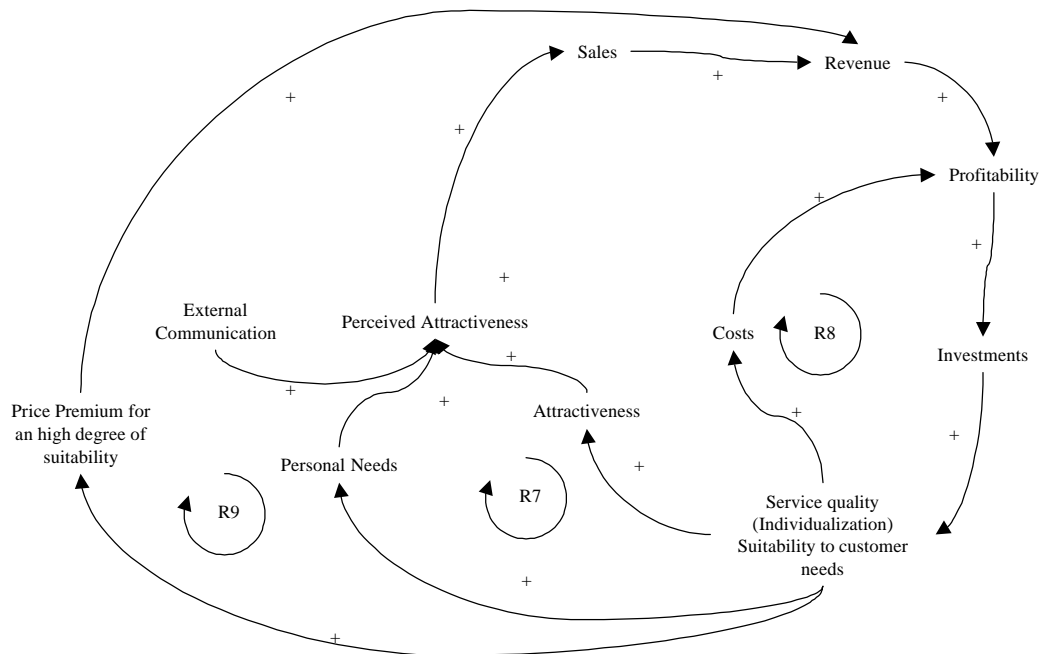 Sales
Revenue
+
+
+
+
Profitability
+
+
+
External
Communication
Perceived Attractiveness
Costs
R8
Investments
+
+
+
Price Premium for
an high degree of
suitability
Attractiveness
+
+
Personal Needs
+
R9
R7
Service quality
(Individualization)
Suitability to customer
needs
+
+